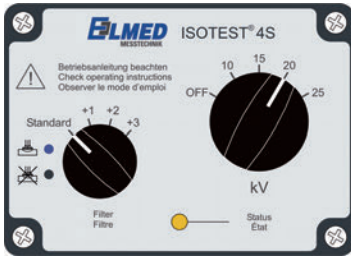 ELMED
MESSTECHNIK
ISOTEST® 4S
Betriebsanleitung beachten
Check operating instructions
Observer le mode d'emploi
Standard
+1
+2
+3
Filter
Filtre
OFF
10
15
20
25
kV
Status
État